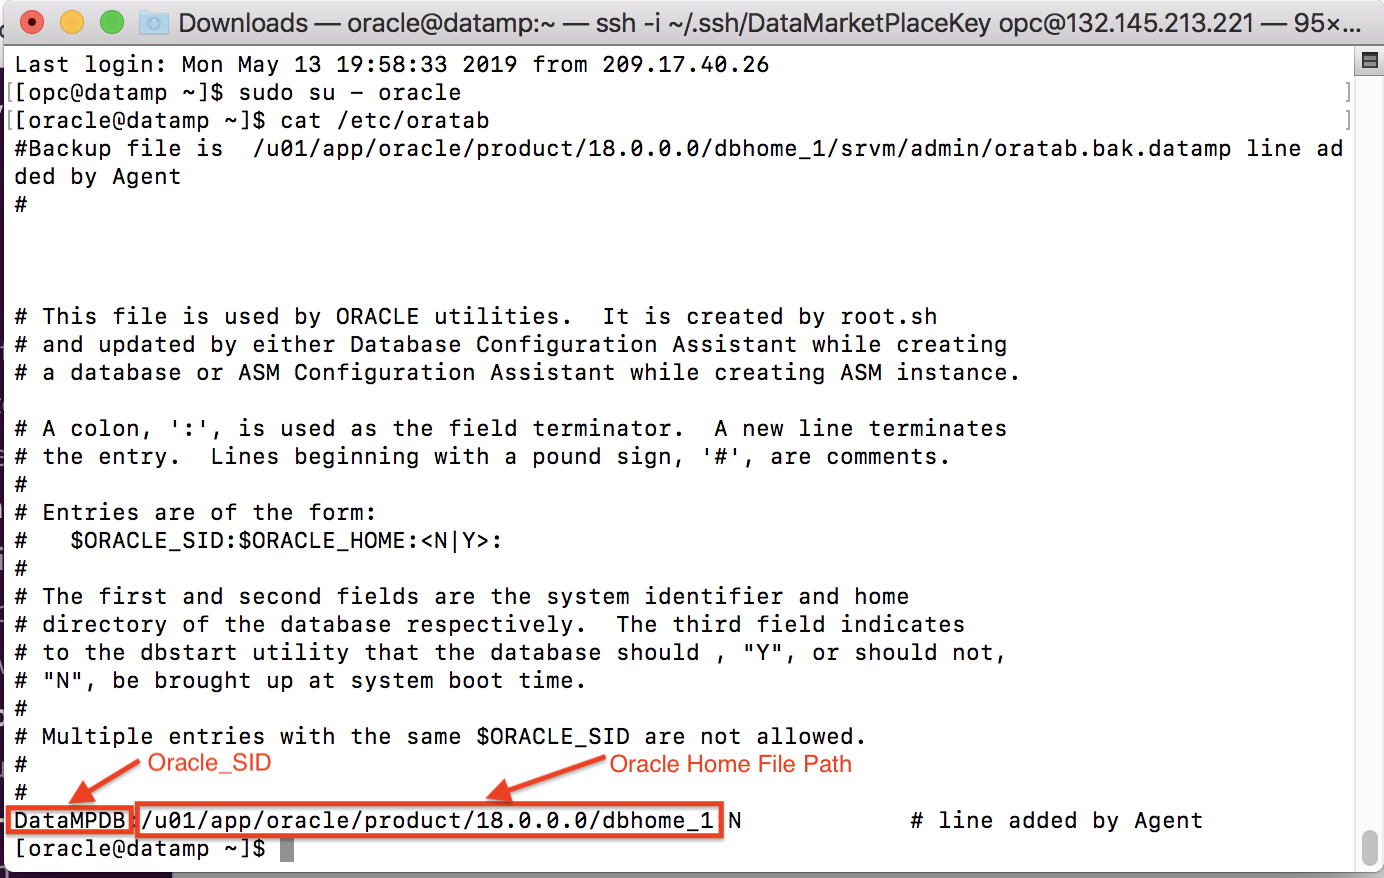 Downloads — oracle@datamp:~ — ssh -i ~/.ssh/DataMarketPlaceKey opc@132.145.213.221 — 95×...
Last login: Mon May 13 19:58:33 2019 from 209.17.40.26
[[opc@datamp ~]$ sudo su - oracle ]
[[oracle@datamp ~]$ cat /etc/oratab ]
#Backup file is  /u01/app/oracle/product/18.0.0.0/dbhome_1/srvm/admin/oratab.bak.datamp line ad
ded by Agent
#
# This file is used by ORACLE utilities.  It is created by root.sh
# and updated by either Database Configuration Assistant while creating
# a database or ASM Configuration Assistant while creating ASM instance.
# A colon, ':', is used as the field terminator.  A new line terminates
# the entry.  Lines beginning with a pound sign, '#', are comments.
#
# Entries are of the form:
#   $ORACLE_SID:$ORACLE_HOME:<N|Y>:
#
# The first and second fields are the system identifier and home
# directory of the database respectively.  The third field indicates
# to the dbstart utility that the database should , "Y", or should not,
# "N", be brought up at system boot time.
#
# Multiple entries with the same $ORACLE_SID are not allowed.
# Oracle_SID Oracle Home File Path
#
DataMPDB:/u01/app/oracle/product/18.0.0.0/dbhome_1 N # line added by Agent
[oracle@datamp ~]$